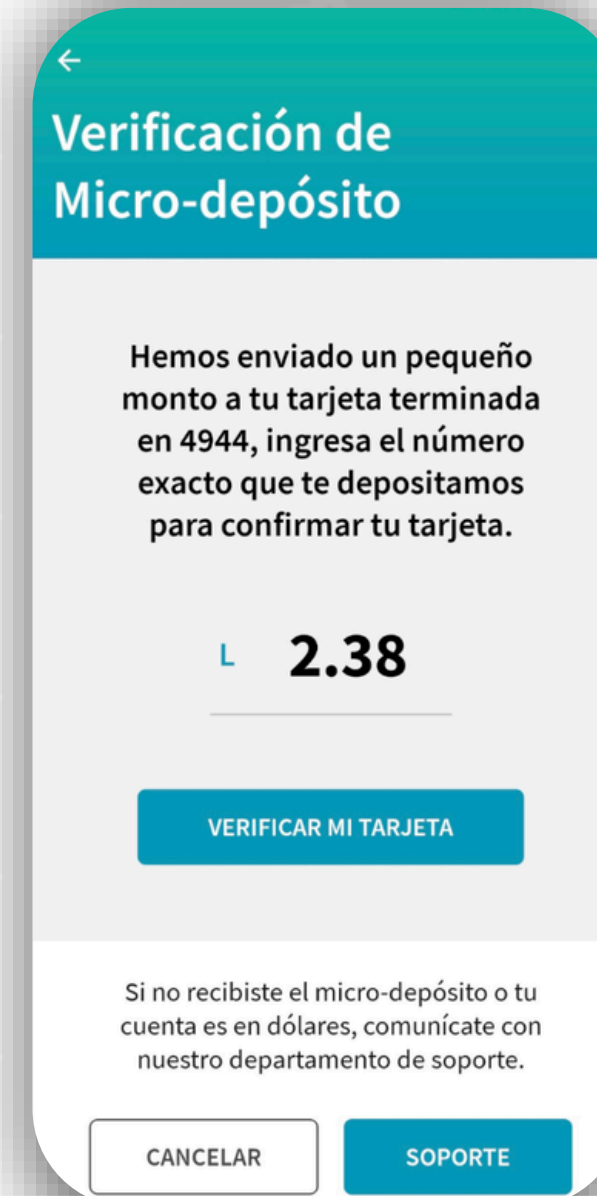 Verificación de
Micro-depósito
Hemos enviado un pequeño
monto a tu tarjeta terminada
en 4944, ingresa el número
exacto que te depositamos
para confirmar tu tarjeta.
L 2.38
VERIFICAR MI TARJETA
Si no recibiste el micro-depósito o tu
cuenta es en dólares, comunícate con
nuestro departamento de soporte.
CANCELAR SOPORTE